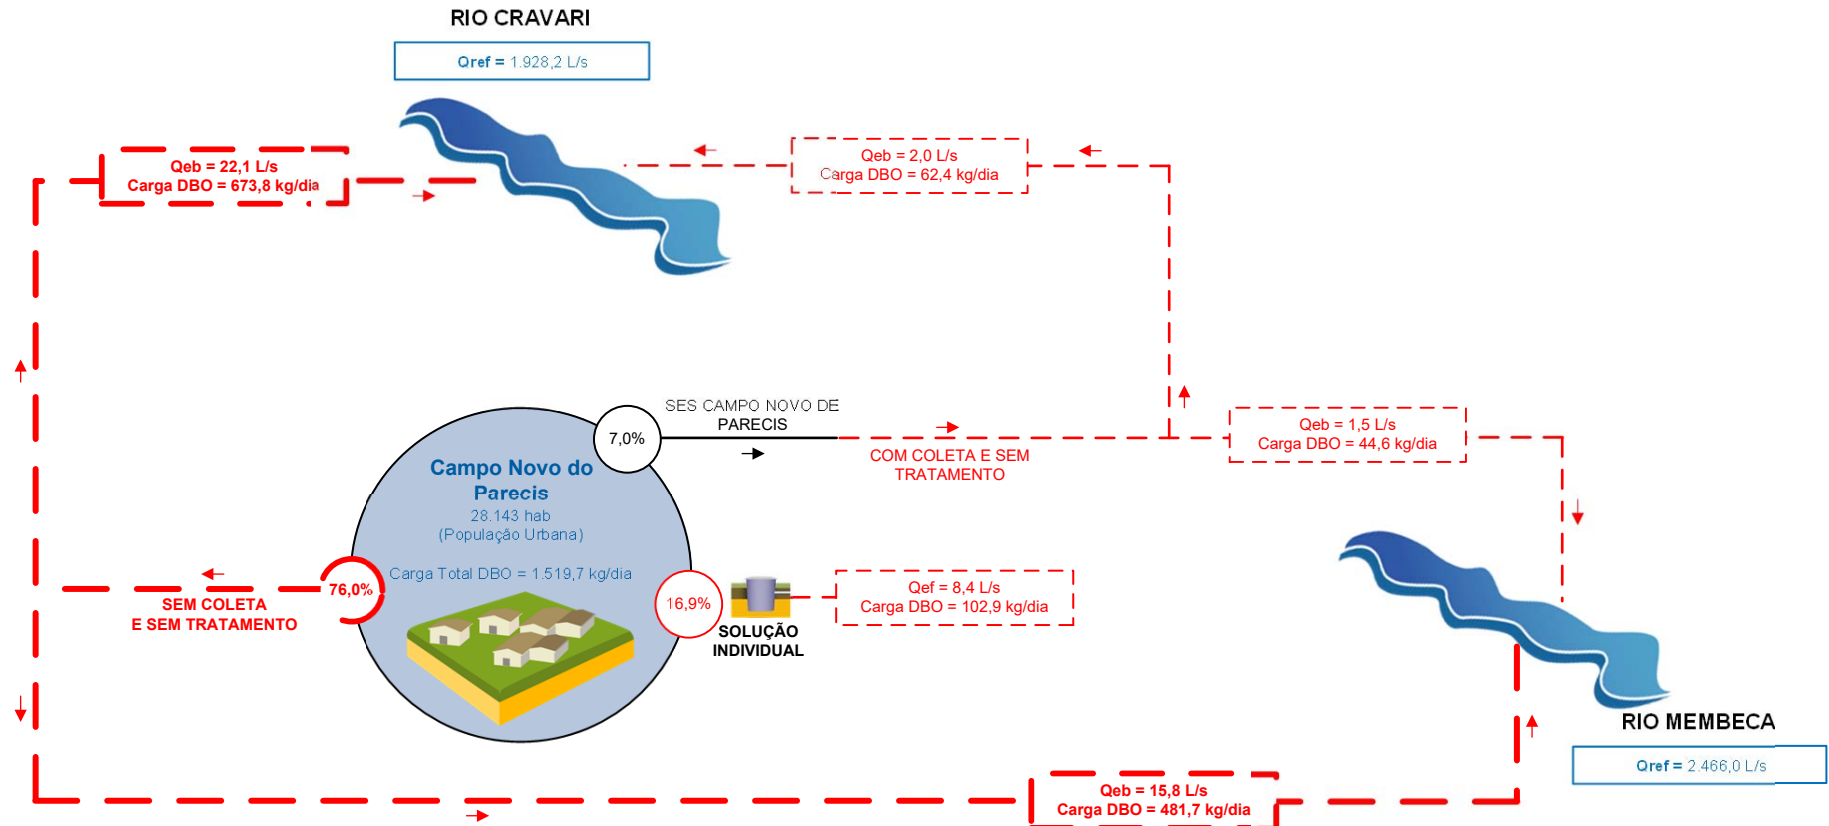 RIO CRAVARI
Qref = 1.928,2 L/s
Qeb = 22,1 L/s
Carga DBO = 673,8 kg/dia
Qeb = 2,0 L/s
Carga DBO = 62,4 kg/dia
SES CAMPO NOVO DE
PARECIS
7,0%
COM COLETA E SEM
TRATAMENTO
Qeb = 1,5 L/s
Carga DBO = 44,6 kg/dia
Campo Novo do
Parecis
28.143 hab
(População Urbana)
Carga Total DBO = 1.519,7 kg/dia
76,0%
SEM COLETA
E SEM TRATAMENTO
16,9%
SOLUÇÃO
INDIVIDUAL
Qef = 8,4 L/s
Carga DBO = 102,9 kg/dia
RIO MEMBECA
Qref = 2.466,0 L/s
Qeb = 15,8 L/s
Carga DBO = 481,7 kg/dia